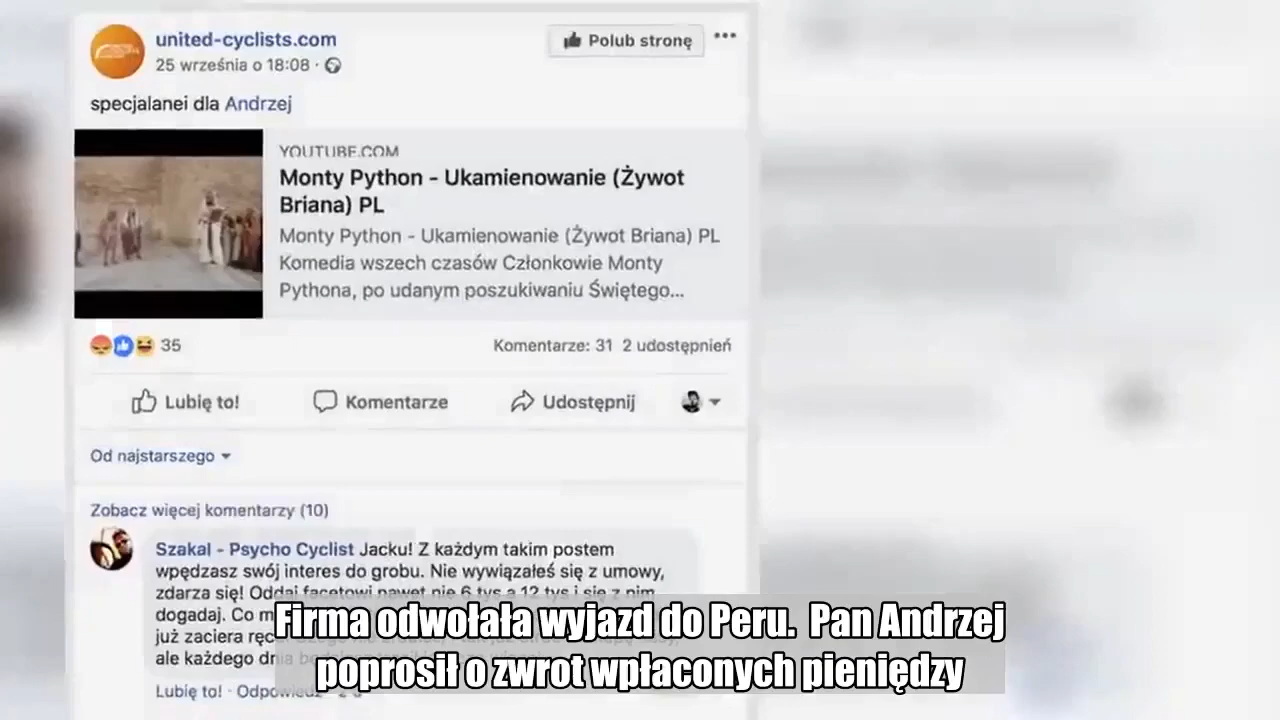 united-cyclists.com
Polub stronę
25 września o 18:08
specjalanei dla Andrzej
YOUTUBE.COM
Monty Python - Ukamienowanie (Żywot
Briana) PL
Monty Python - Ukamienowanie (Żywot Briana) PL
Komedia wszech czasów Członkowie Monty
Pythona, po udanym poszukiwaniu Świętego...
35
Komentarze: 31 2 udostępnień
Lubię to!
Komentarze
Udostępnij
Od najstarszego
Zobacz więcej komentarzy (10)
Szakal - Psycho Cyclist Jacku! Z każdym takim postem
wpędzasz swój interes do grobu. Nie wywiązałeś się z umowy,
zdarza się! Oddaj facetowi nawet nie 6 tys a 12 tys i się z nim
dogadaj. Co
już zaciera
ale każdego
Lubię to! ·
Firma odwołała wyjazd do Peru. Pan Andrzej
poprosił o zwrot wpłaconych pieniędzy